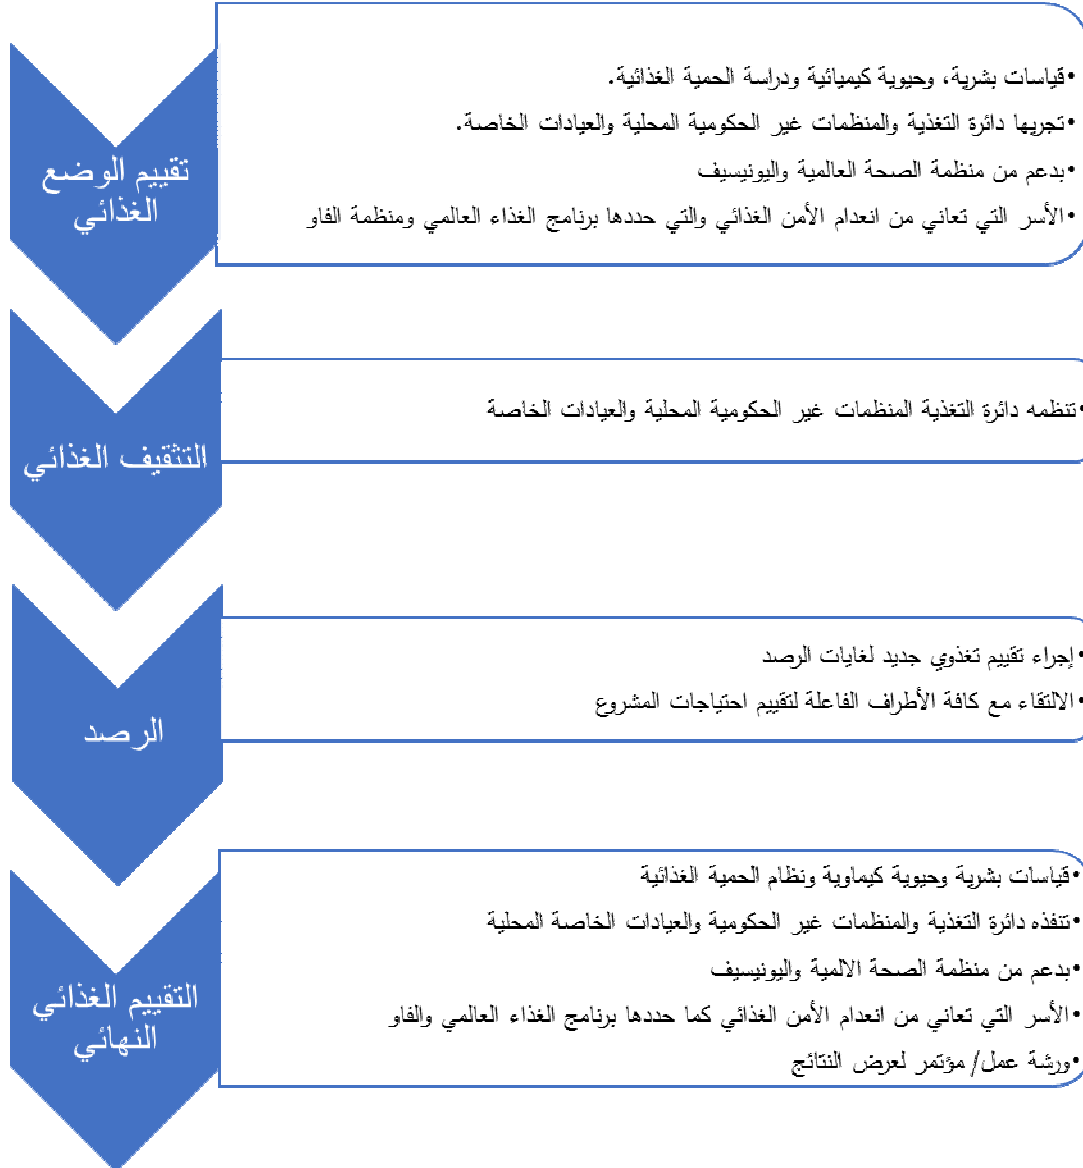 تقييم الوضع
الغذائي
•قياسات بشرية، وحيوية كيميائية ودراسة الحمية الغذائية.
•تجريها دائرة التغذية والمنظمات غير الحكومية المحلية والعيادات الخاصة.
•بدعم من منظمة الصحة العالمية واليونيسيف
•الأسر التي تعاني من انعدام الأمن الغذائي والتي حددها برنامج الغذاء العالمي ومنظمة الفاو
التثقيف الغذائي
•تنظمه دائرة التغذية المنظمات غير الحكومية المحلية والعيادات الخاصة
الرصد
•إجراء تقييم تغذوي جديد لغايات الرصد
•الالتقاء مع كافة الأطراف الفاعلة لتقييم احتياجات المشروع
التقييم الغذائي
النهائي
•قياسات بشرية وحيوية كيماوية ونظام الحمية الغذائية
•تنفذه دائرة التغذية والمنظمات غير الحكومية والعيادات الخاصة المحلية
•بدعم من منظمة الصحة الالمية واليونيسيف
•الأسر التي تعاني من انعدام الأمن الغذائي كما حددها برنامج الغذاء العالمي والفاو
•ورشة عمل/ مؤتمر لعرض النتائج